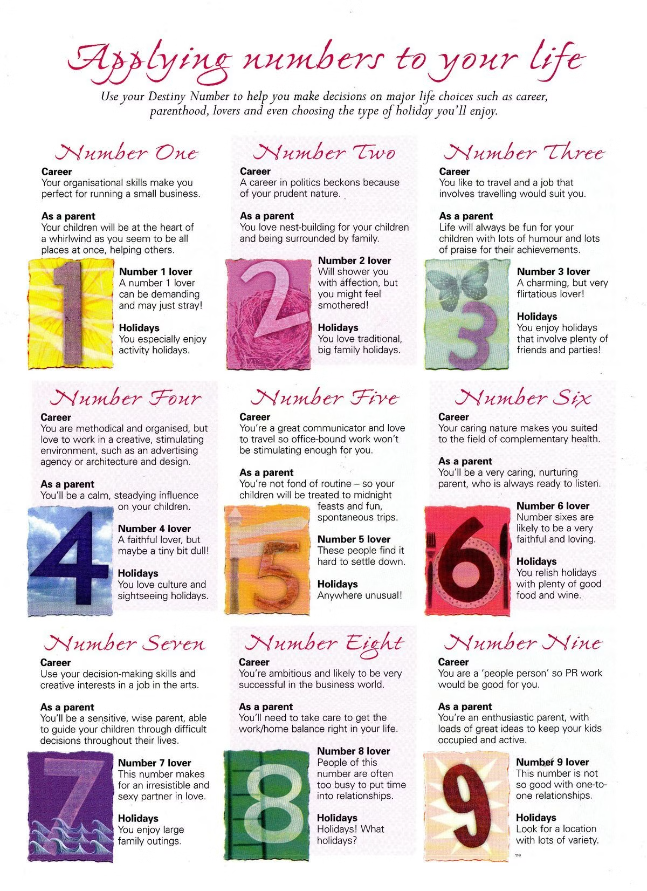 Applying numbers to your life
Use your Destiny Number to help you make decisions on major life choices such as career,
parenthood, lovers and even choosing the type of holiday you'll enjoy.
Number One
Career
Your organisational skills make you
perfect for running a small business.
As a parent
Your children will be at the heart of
a whirlwind as you seem to be all
places at once, helping others.
1
Number 1 lover
A number 1 lover
can be demanding
and may just stray!
Holidays
You especially enjoy
activity holidays.
Number Two
Career
A career in politics beckons because
of your prudent nature.
As a parent
You love nest-building for your children
and being surrounded by family.
2
Number 2 lover
Will shower you
with affection, but
you might feel
smothered!
Holidays
You love traditional,
big family holidays.
Number Three
Career
You like to travel and a job that
involves travelling would suit you.
As a parent
Life will always be fun for your
children with lots of humour and lots
of praise for their achievements.
3
Number 3 lover
A charming, but very
flirtatious lover!
Holidays
You enjoy holidays
that involve plenty of
friends and parties!
Number Four
Career
You are methodical and organised, but
love to work in a creative, stimulating
environment, such as an advertising
agency or architecture and design.
As a parent
You'll be a calm, steadying influence
on your children.
4
Number 4 lover
A faithful lover, but
maybe a tiny bit dull!
Holidays
You love culture and
sightseeing holidays.
Number Five
Career
You're a great communicator and love
to travel so office-bound work won't
be stimulating enough for you.
As a parent
You're not fond of routine – so your
children will be treated to midnight
feasts and fun,
spontaneous trips.
5
Number 5 lover
These people find it
hard to settle down.
Holidays
Anywhere unusual!
Number Six
Career
Your caring nature makes you suited
to the field of complementary health.
As a parent
You'll be a very caring, nurturing
parent, who is always ready to listen.
6
Number 6 lover
Number sixes are
likely to be a very
faithful and loving.
Holidays
You relish holidays
with plenty of good
food and wine.
Number Seven
Career
Use your decision-making skills and
creative interests in a job in the arts.
As a parent
You'll be a sensitive, wise parent, able
to guide your children through difficult
decisions throughout their lives.
7
Number 7 lover
This number makes
for an irresistible and
sexy partner in love.
Holidays
You enjoy large
family outings.
Number Eight
Career
You're ambitious and likely to be very
successful in the business world.
As a parent
You'll need to take care to get the
work/home balance right in your life.
8
Number 8 lover
People of this
number are often
too busy to put time
into relationships.
Holidays
Holidays! What
holidays?
Number Nine
Career
You are a 'people person' so PR work
would be good for you.
As a parent
You're an enthusiastic parent, with
loads of great ideas to keep your kids
occupied and active.
9
Number 9 lover
This number is not
so good with one-to-
one relationships.
Holidays
Look for a location
with lots of variety.